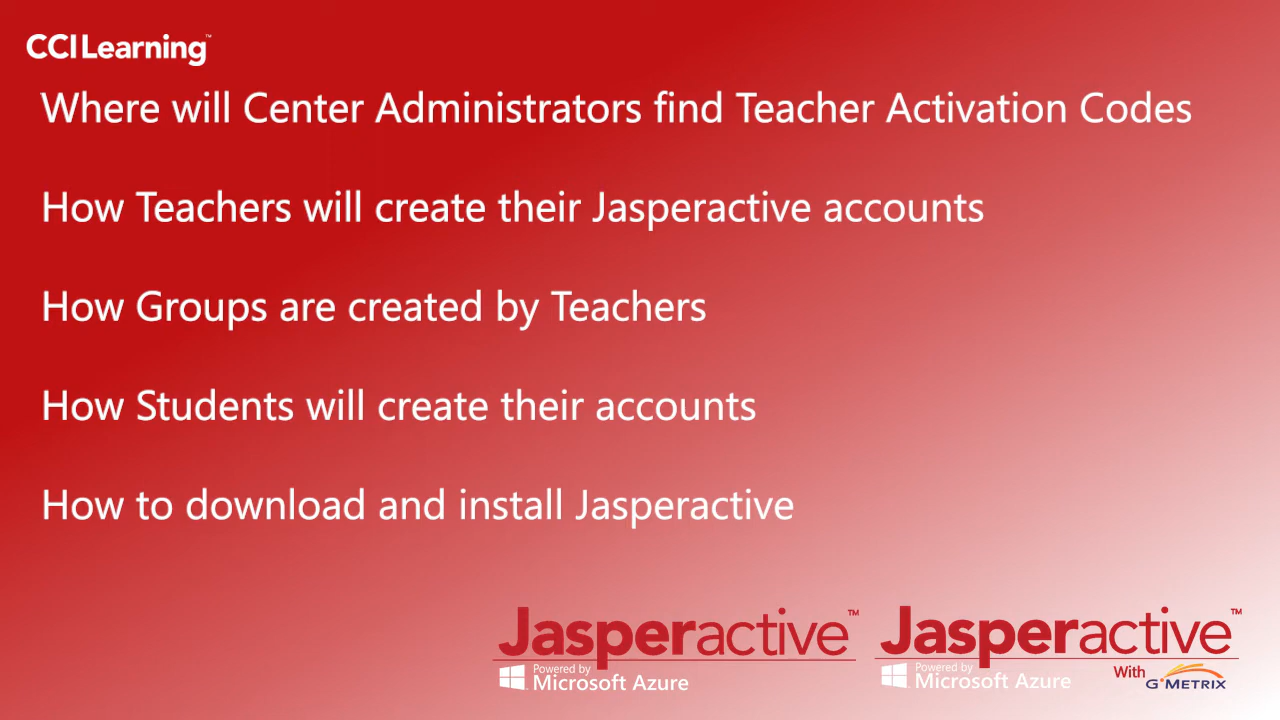 CCI Learning™
Where will Center Administrators find Teacher Activation Codes
How Teachers will create their Jasperactive accounts
How Groups are created by Teachers
How Students will create their accounts
How to download and install Jasperactive
Jasperactive™
Powered by
Microsoft Azure
Jasperactive™
Powered by
Microsoft Azure
With
GMETRIX